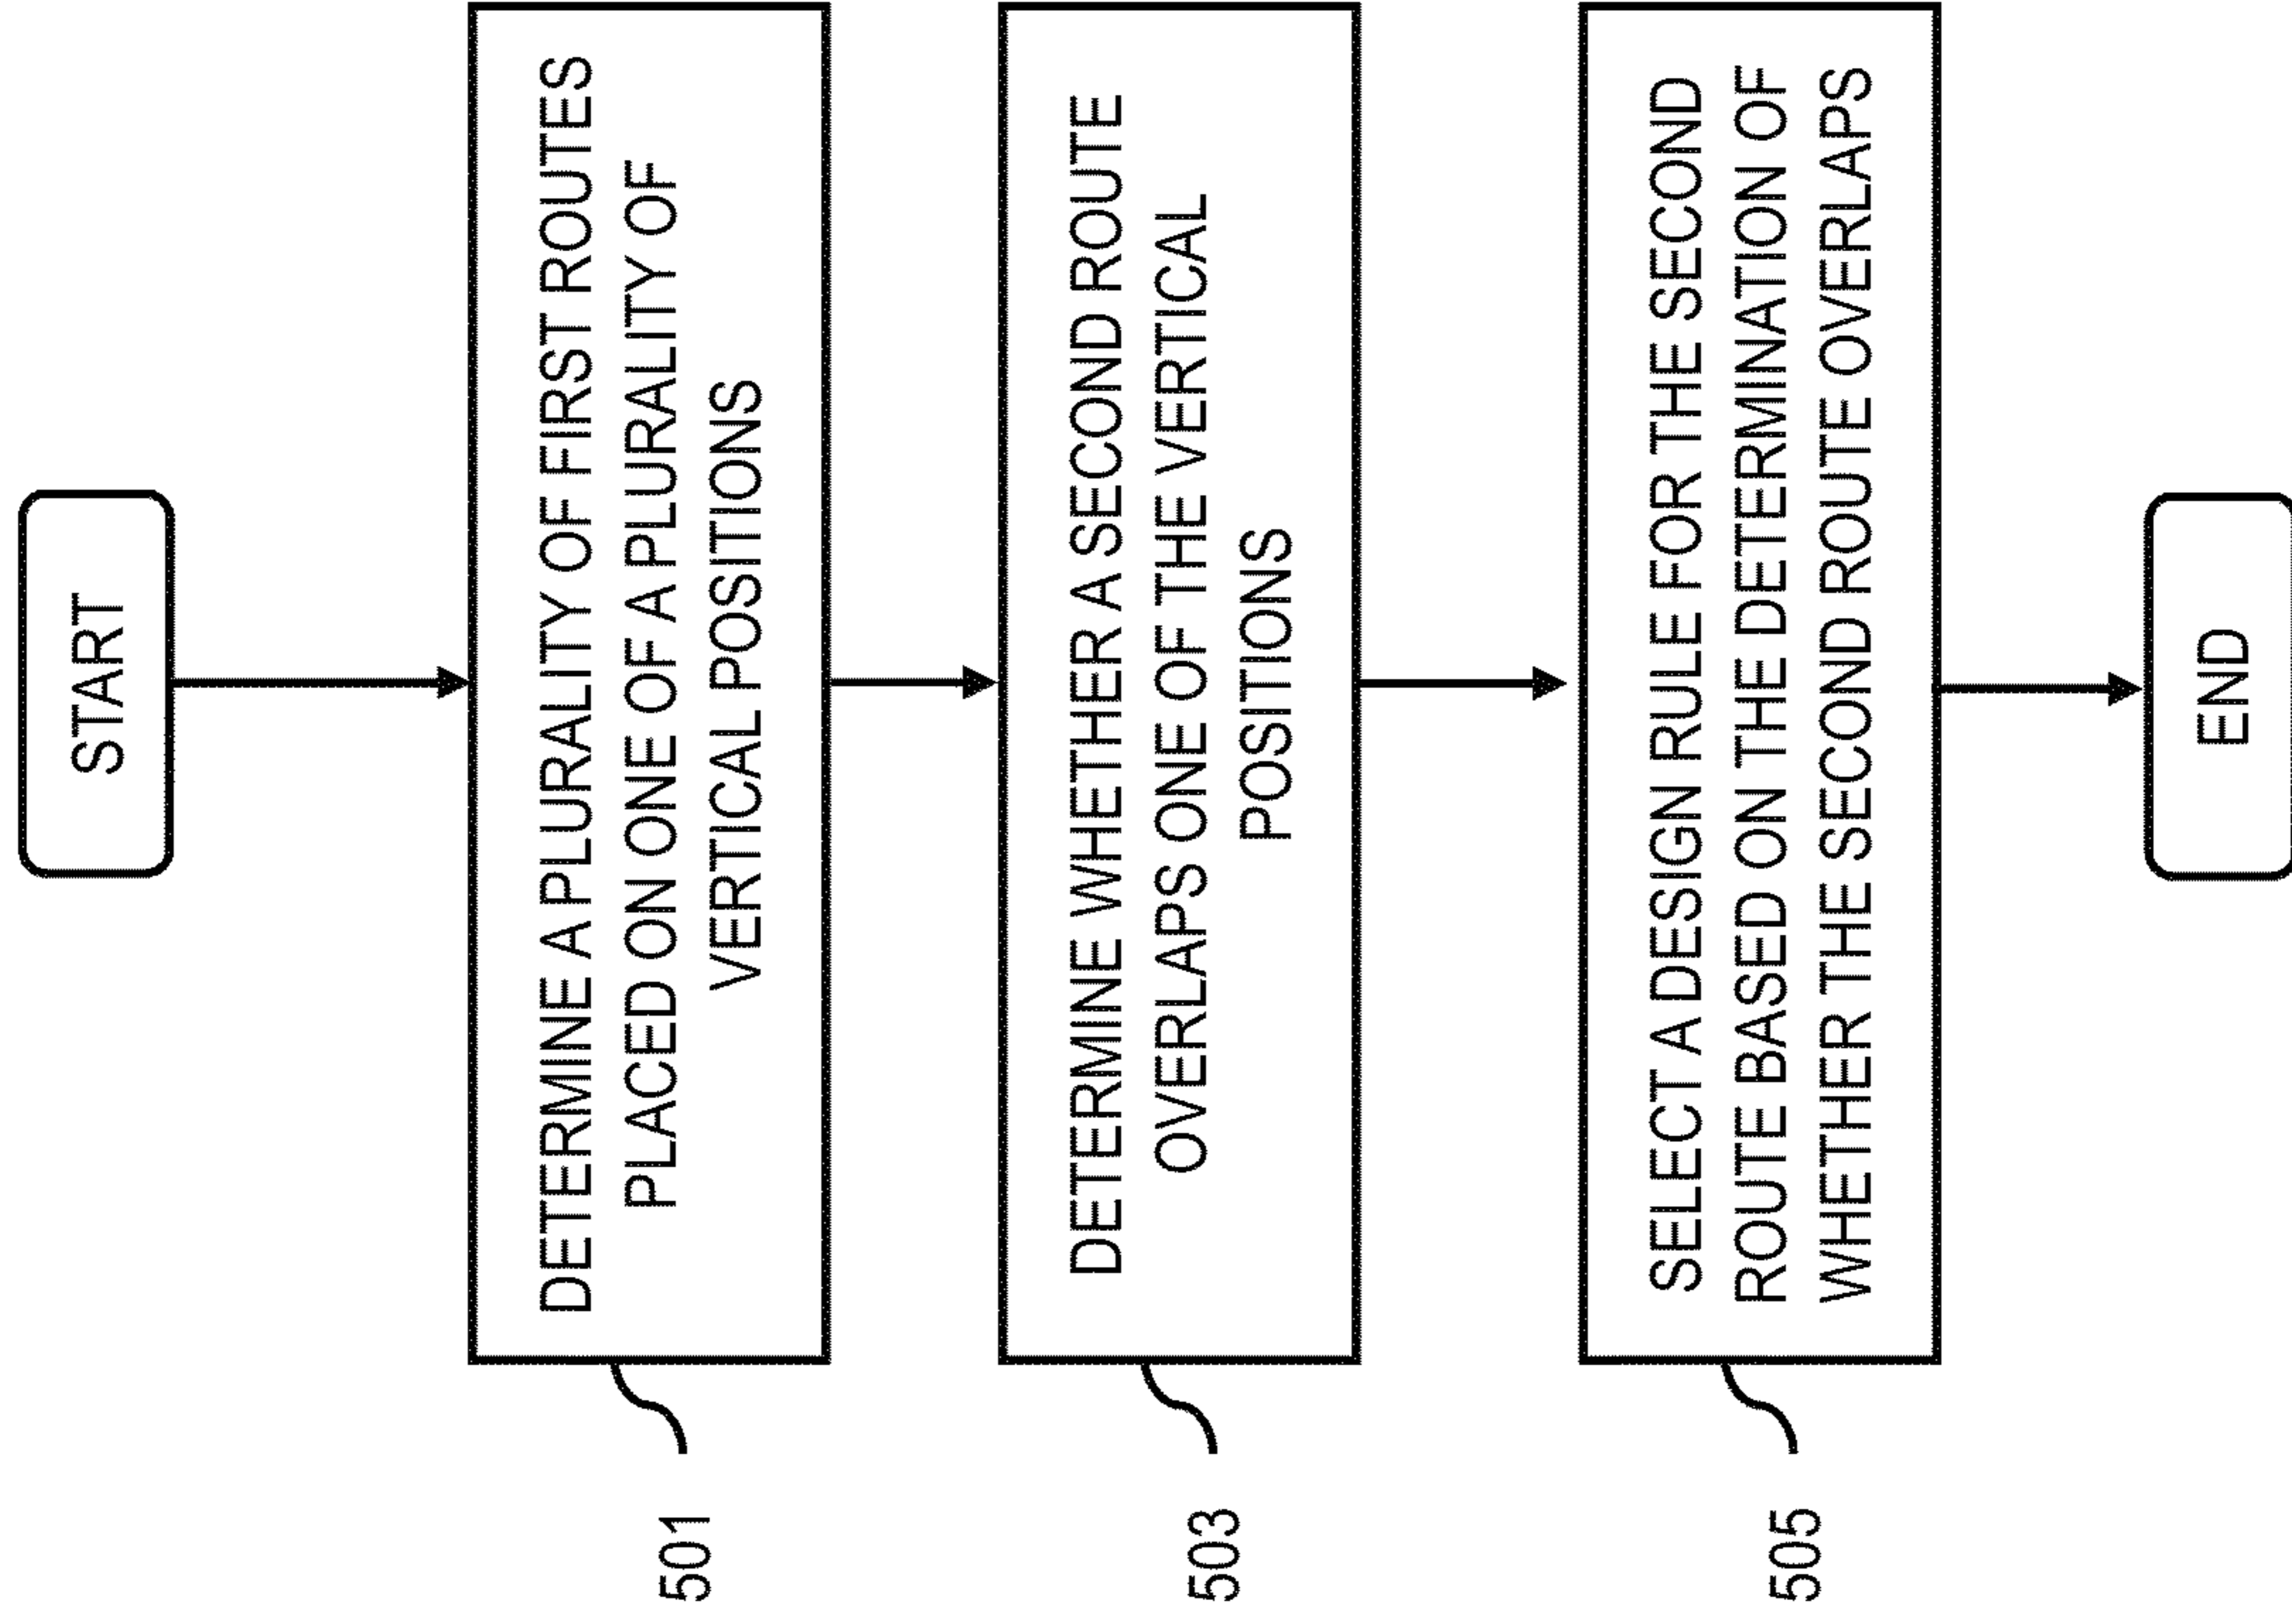 START
501
DETERMINE A PLURALITY OF FIRST ROUTES
PLACED ON ONE OF A PLURALITY OF
VERTICAL POSITIONS
503
DETERMINE WHETHER A SECOND ROUTE
OVERLAPS ONE OF THE VERTICAL
POSITIONS
505
SELECT A DESIGN RULE FOR THE SECOND
ROUTE BASED ON THE DETERMINATION OF
WHETHER THE SECOND ROUTE OVERLAPS
END